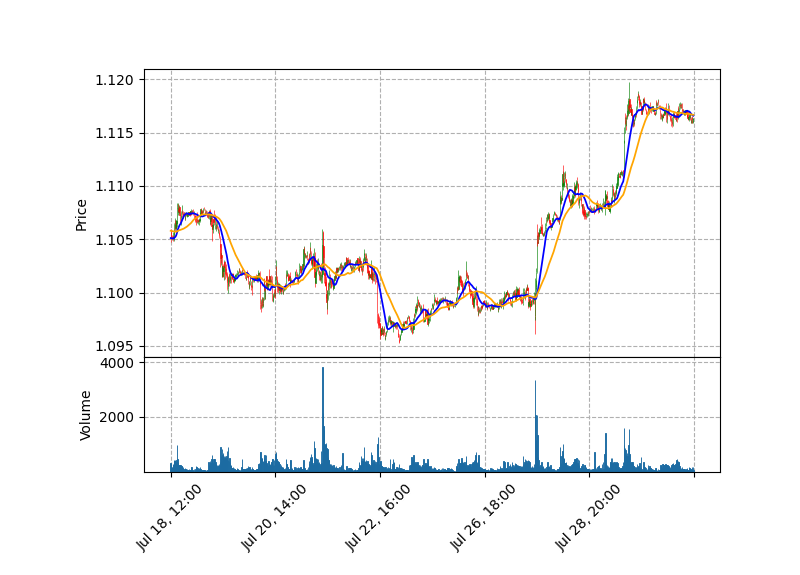 1.120
1.115
1.110
1.105
1.100
1.095
Price
4000
2000
Volume
Jul 18, 12:00
Jul 20, 14:00
Jul 22, 16:00
Jul 26, 18:00
Jul 28, 20:00